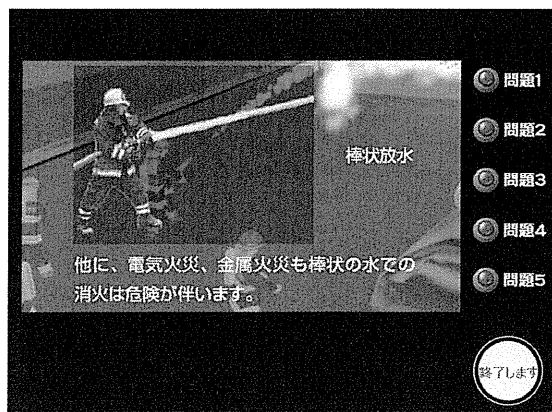 棒状放水
他に、電気火災、金属火災も棒状の水での
消火は危険が伴います。
問題1
問題2
問題3
問題4
問題5
終了します